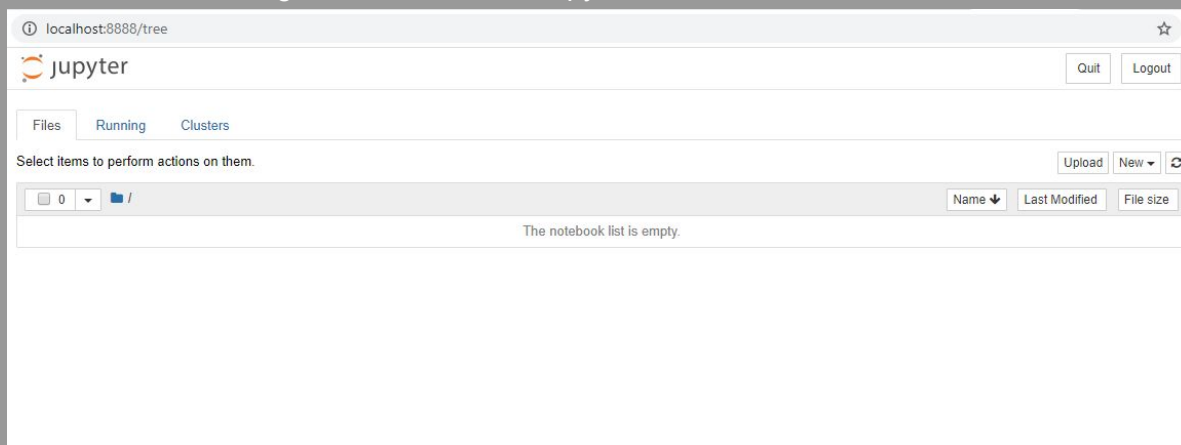 localhost:8888/tree
jupyter
Quit Logout
Files Running Clusters
Select items to perform actions on them.
Upload New
0 / Name Last Modified File size
The notebook list is empty.